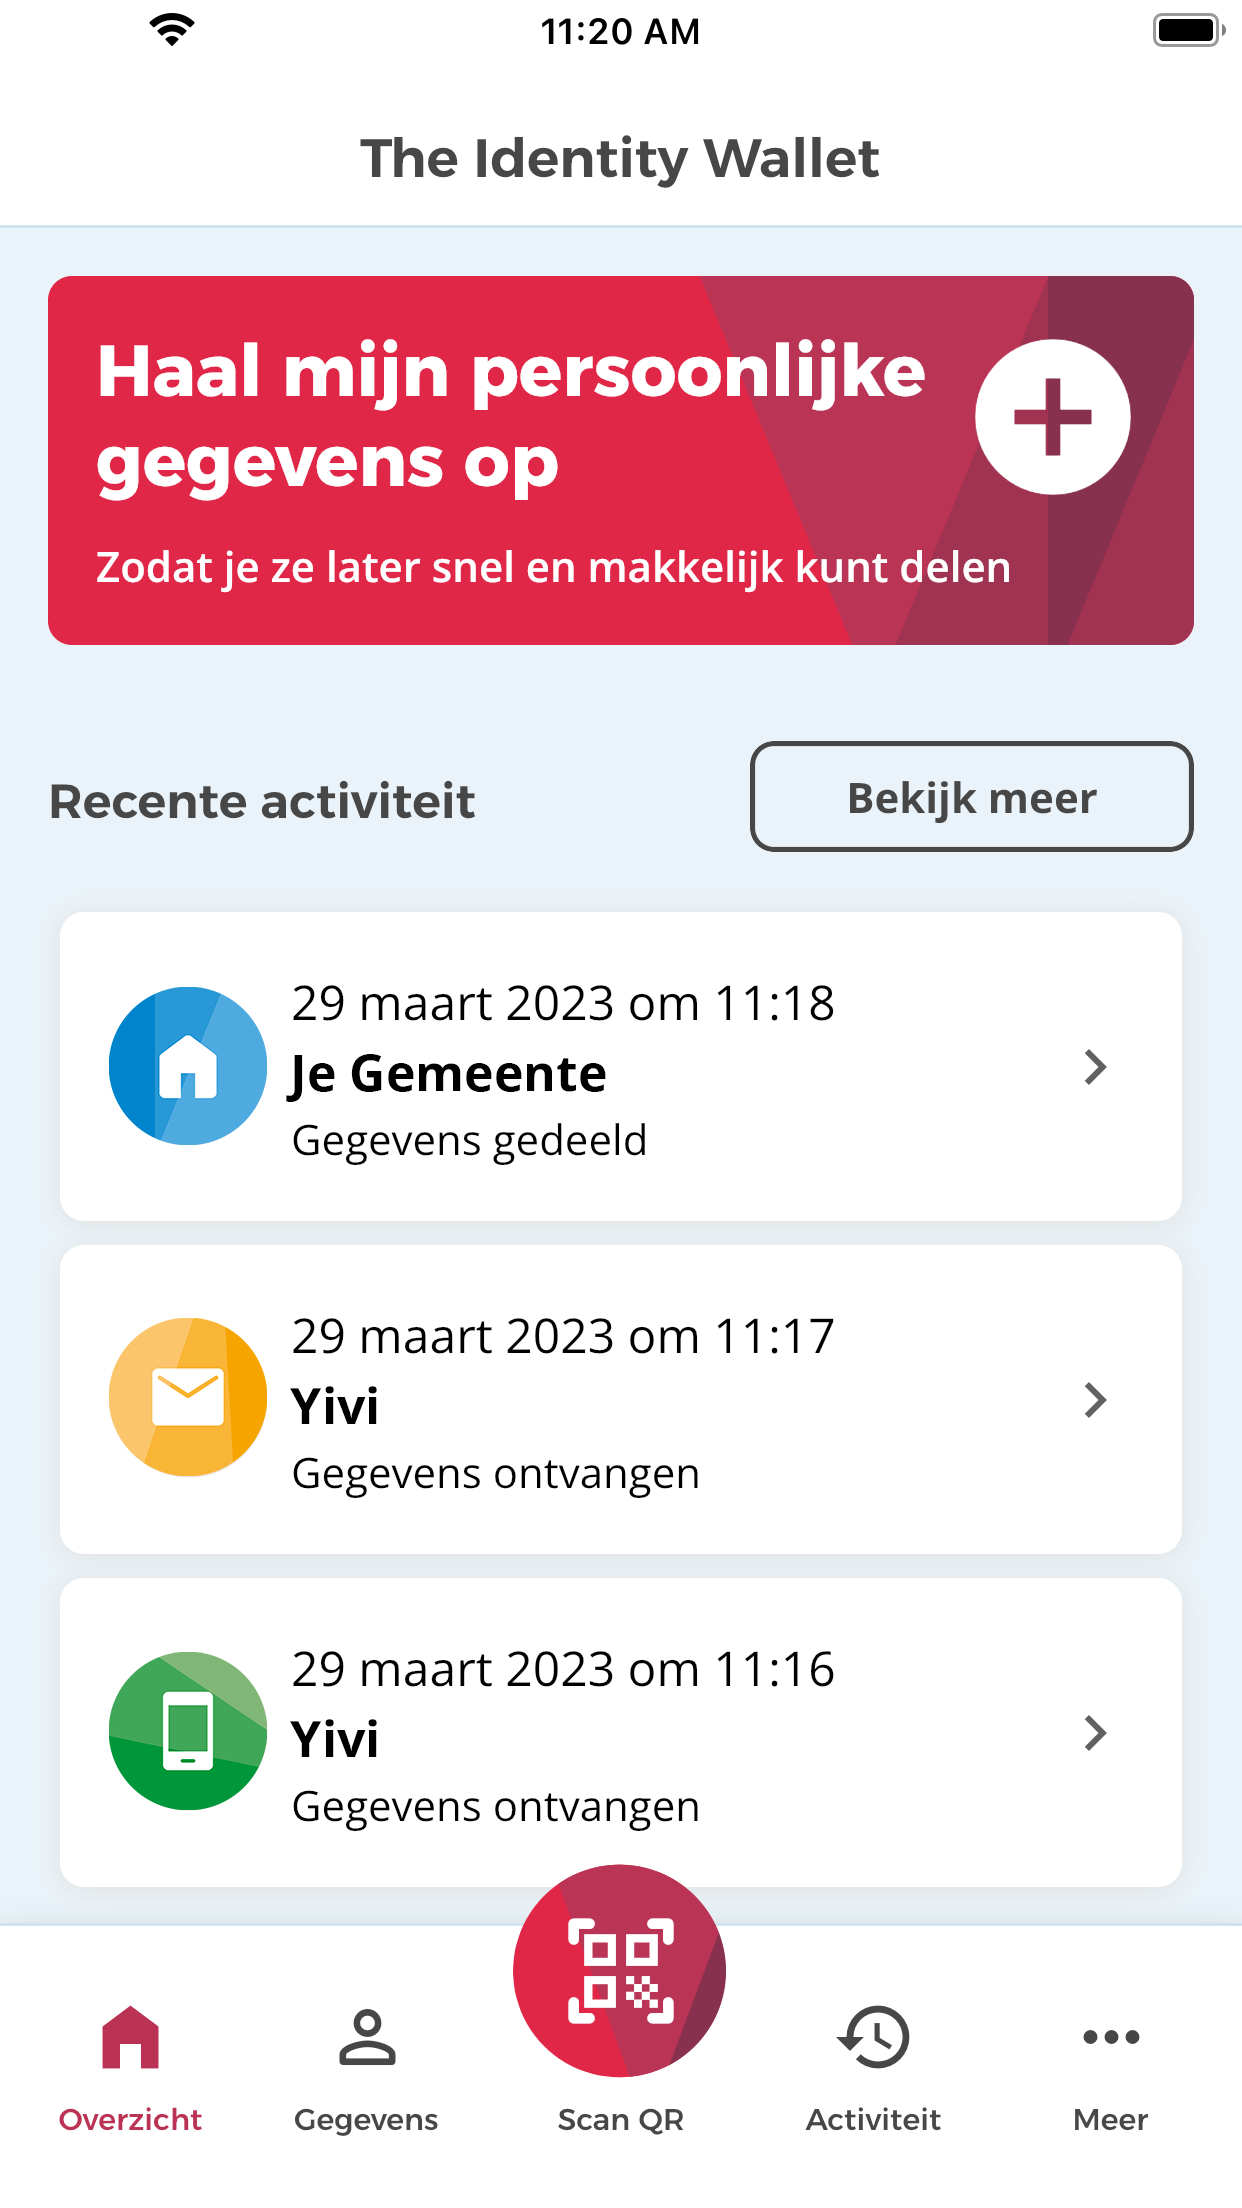 11:20 AM
The Identity Wallet
Haal mijn persoonlijke
gegevens op
Zodat je ze later snel en makkelijk kunt delen
Recente activiteit
Bekijk meer
29 maart 2023 om 11:18
Je Gemeente
Gegevens gedeeld
29 maart 2023 om 11:17
Yivi
Gegevens ontvangen
29 maart 2023 om 11:16
Yivi
Gegevens ontvangen
Overzicht
Gegevens
Scan QR
Activiteit
Meer